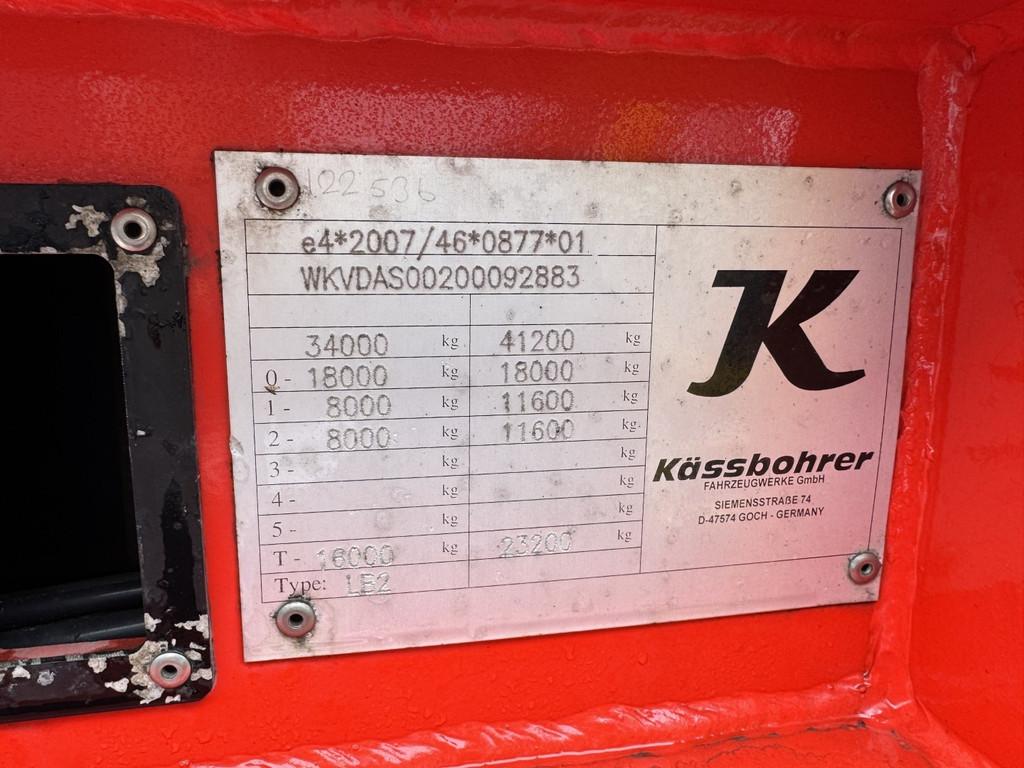 122536
e4*2007/46*0877*01
WKVDAS00200092883
34000 kg 41200 kg
0 - 18000 kg 18000 kg
1 - 8000 kg 11600 kg
2 - 8000 kg 11600 kg
3 - kg kg
4 - kg kg
5 - kg kg
T - 16000 kg 23200 kg
Type: LB2
K
Kässbohrer
FAHRZEUGWERKE GmbH
SIEMENSSTRAßE 74
D-47574 GOCH - GERMANY